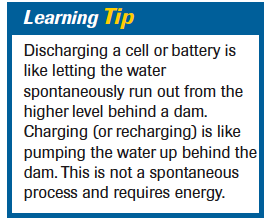 Learning Tip
Discharging a cell or battery is
like letting the water
spontaneously run out from the
higher level behind a dam.
Charging (or recharging) is like
pumping the water up behind the
dam. This is not a spontaneous
process and requires energy.